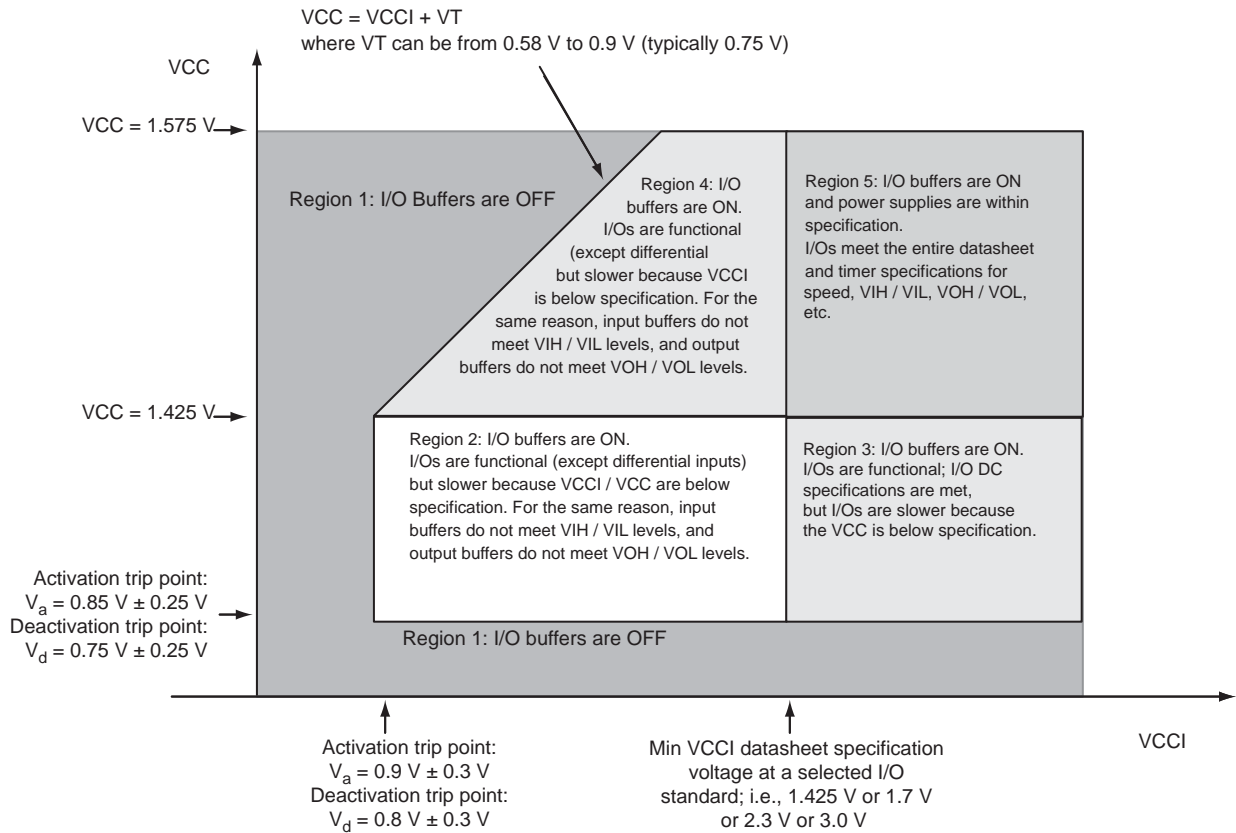 VCC = VCCI + VT
where VT can be from 0.58 V to 0.9 V (typically 0.75 V)
VCC
VCC = 1.575 V
Region 1: I/O Buffers are OFF
Region 4: I/O
buffers are ON.
I/Os are functional
(except differential
but slower because VCCI
is below specification. For the
same reason, input buffers do not
meet VIH / VIL levels, and output
buffers do not meet VOH / VOL levels.
Region 5: I/O buffers are ON
and power supplies are within
specification.
I/Os meet the entire datasheet
and timer specifications for
speed, VIH / VIL, VOH / VOL,
etc.
VCC = 1.425 V
Region 2: I/O buffers are ON.
I/Os are functional (except differential inputs)
but slower because VCCI / VCC are below
specification. For the same reason, input
buffers do not meet VIH / VIL levels, and
output buffers do not meet VOH / VOL levels.
Region 3: I/O buffers are ON.
I/Os are functional; I/O DC
specifications are met,
but I/Os are slower because
the VCC is below specification.
Activation trip point:
Va = 0.85 V ± 0.25 V
Deactivation trip point:
Vd = 0.75 V ± 0.25 V
Region 1: I/O buffers are OFF
Activation trip point:
Va = 0.9 V ± 0.3 V
Deactivation trip point:
Vd = 0.8 V ± 0.3 V
Min VCCI datasheet specification
voltage at a selected I/O
standard; i.e., 1.425 V or 1.7 V
or 2.3 V or 3.0 V
VCCI